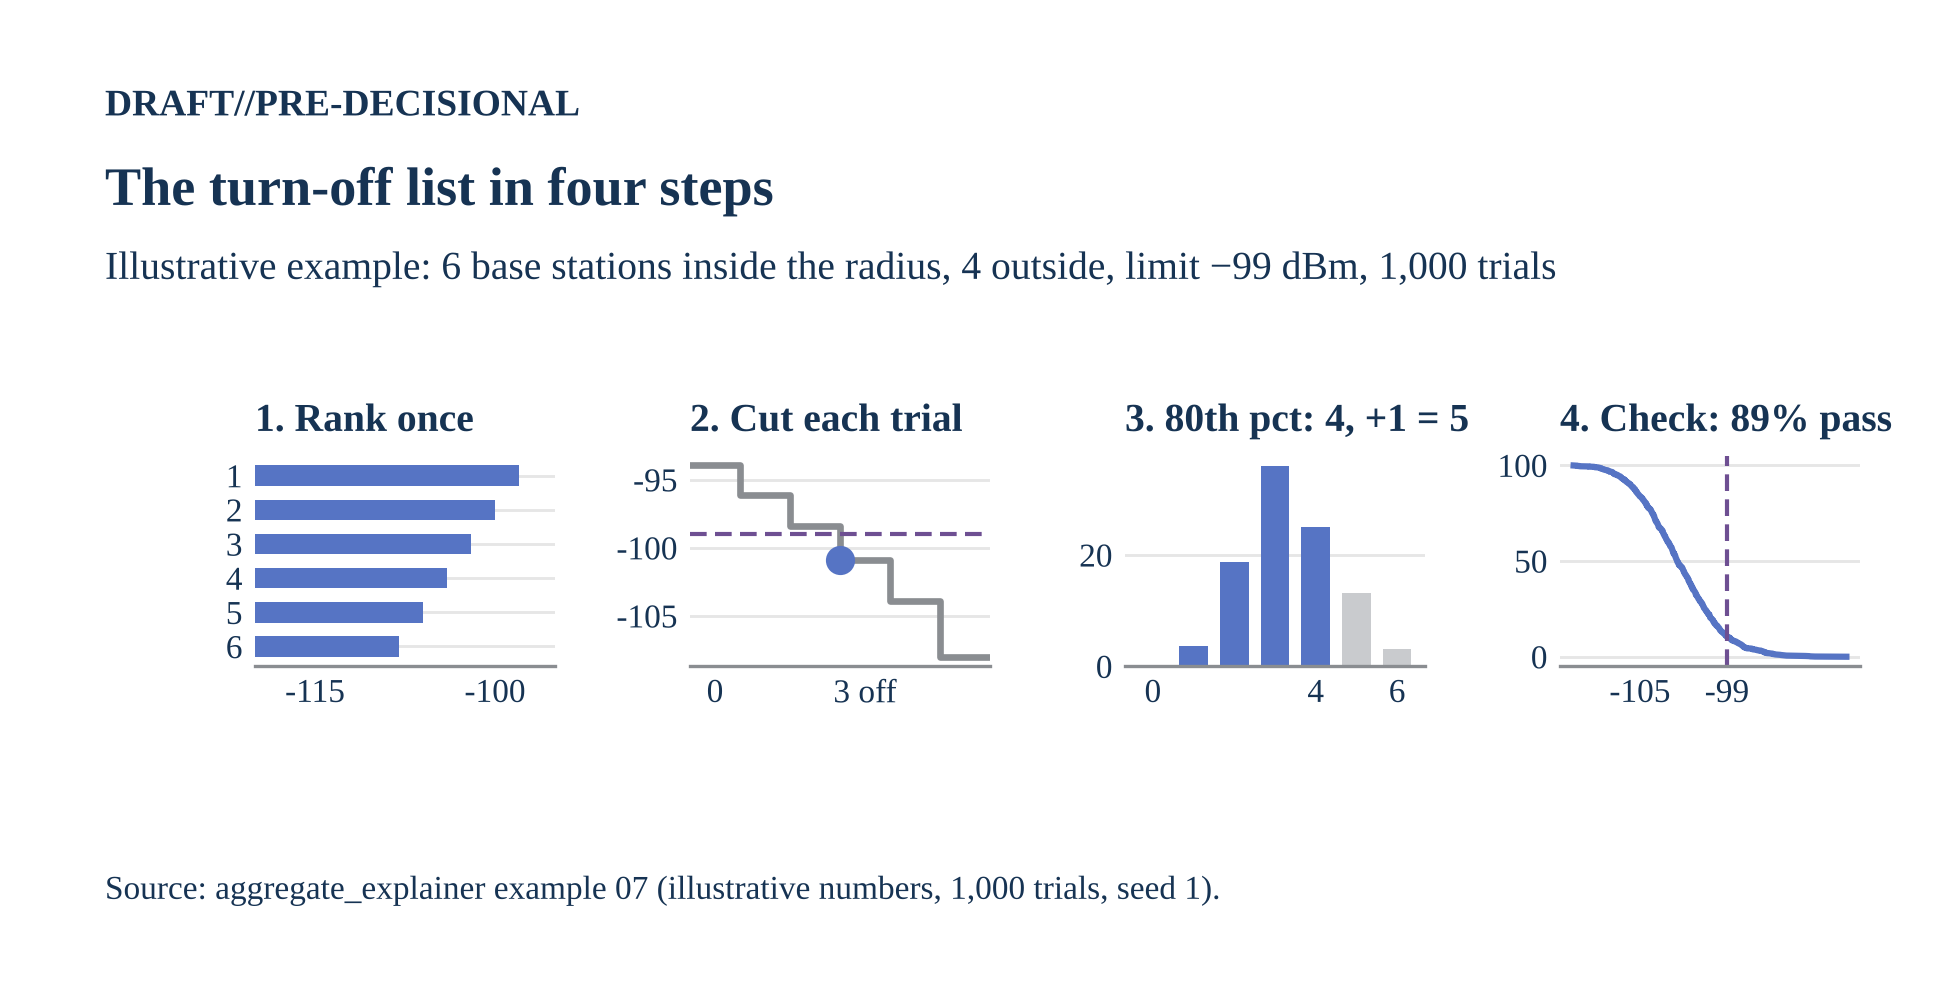 DRAFT//PRE-DECISIONAL
The turn-off list in four steps
Illustrative example: 6 base stations inside the radius, 4 outside, limit −99 dBm, 1,000 trials
1. Rank once
1
2
3
4
5
6
-115 -100
2. Cut each trial
-95
-100
-105
0 3 off
3. 80th pct: 4, +1 = 5
20
0
0 4 6
4. Check: 89% pass
100
50
0
-105 -99
Source: aggregate_explainer example 07 (illustrative numbers, 1,000 trials, seed 1).